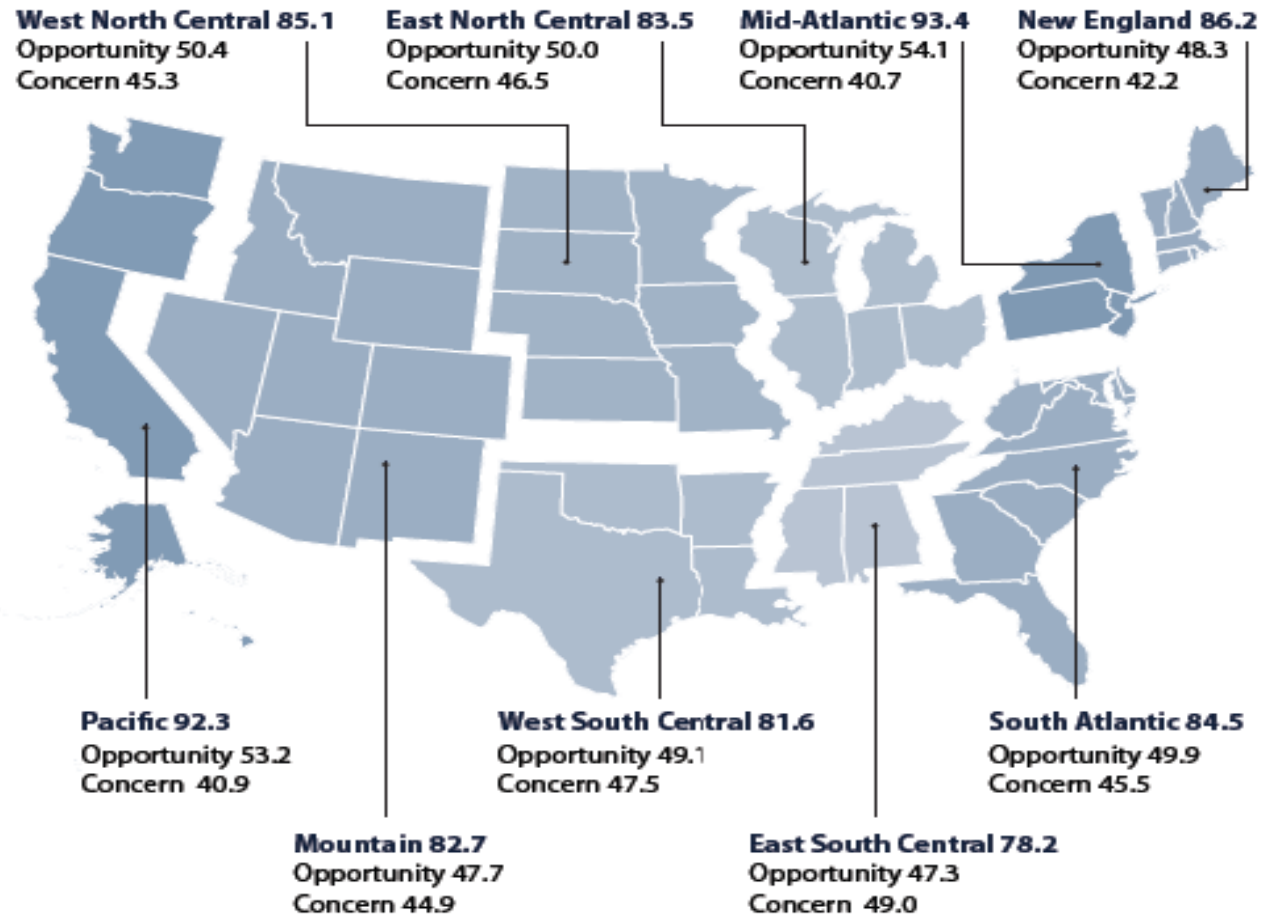 West North Central 85.1
Opportunity 50.4
Concern 45.3
East North Central 83.5
Opportunity 50.0
Concern 46.5
Mid-Atlantic 93.4
Opportunity 54.1
Concern 40.7
New England 86.2
Opportunity 48.3
Concern 42.2
Pacific 92.3
Opportunity 53.2
Concern 40.9
West South Central 81.6
Opportunity 49.1
Concern 47.5
South Atlantic 84.5
Opportunity 49.9
Concern 45.5
Mountain 82.7
Opportunity 47.7
Concern 44.9
East South Central 78.2
Opportunity 47.3
Concern 49.0